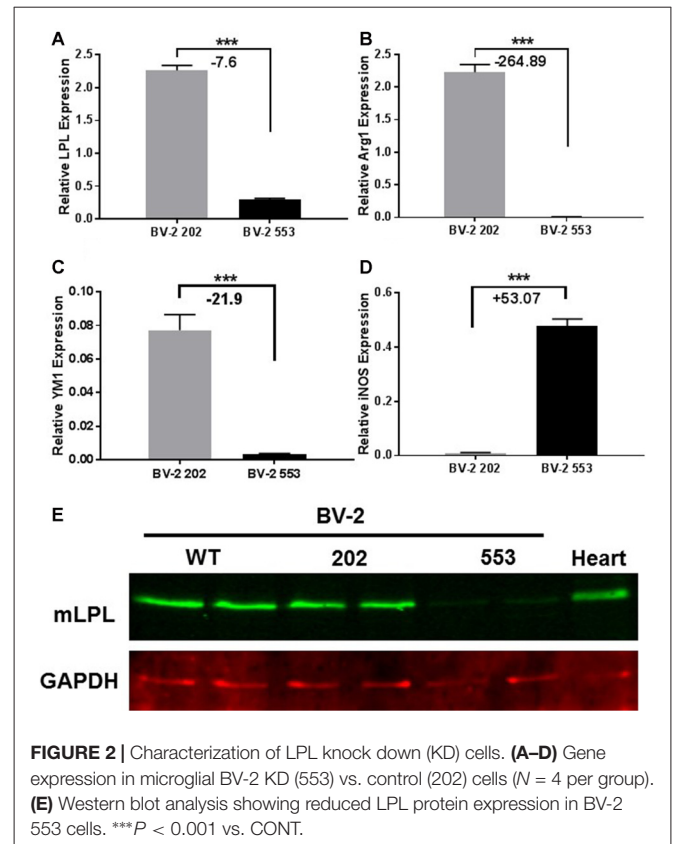 A
B
***
***
-7.6
-264.89
Relative LPL Expression
2.5
2.0
1.5
1.0
0.5
0.0
BV-2 202 BV-2 553
Relative Arg1 Expression
2.5
2.0
1.5
1.0
0.5
0.0
BV-2 202 BV-2 553
C
D
***
***
-21.9
+53.07
Relative YM1 Expression
0.10
0.08
0.06
0.04
0.02
0.00
BV-2 202 BV-2 553
Relative iNOS Expression
0.6
0.4
0.2
0.0
BV-2 202 BV-2 553
E
BV-2
WT 202 553 Heart
mLPL
GAPDH
FIGURE 2 | Characterization of LPL knock down (KD) cells. (A–D) Gene
expression in microglial BV-2 KD (553) vs. control (202) cells (N = 4 per group).
(E) Western blot analysis showing reduced LPL protein expression in BV-2
553 cells. ***P < 0.001 vs. CONT.